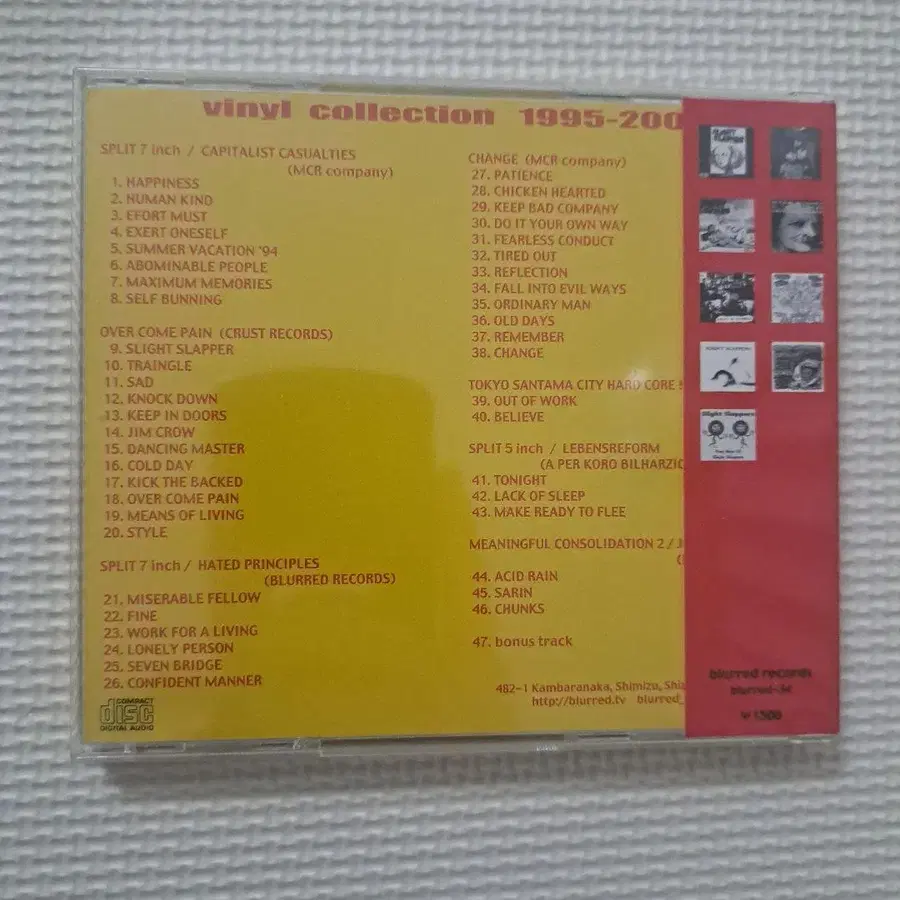 vinyl collection 1995-200
SPLIT 7 inch / CAPITALIST CASUALTIES
(MCR company)
1. HAPPINESS
2. HUMAN KIND
3. EFORT MUST
4. EXERT ONESELF
5. SUMMER VACATION '94
6. ABOMINABLE PEOPLE
7. MAXIMUM MEMORIES
8. SELF BUNNING
OVER COME PAIN (CRUST RECORDS)
9. SLIGHT SLAPPER
10. TRAINGLE
11. SAD
12. KNOCK DOWN
13. KEEP IN DOORS
14. JIM CROW
15. DANCING MASTER
16. COLD DAY
17. KICK THE BACKED
18. OVER COME PAIN
19. MEANS OF LIVING
20. STYLE
SPLIT 7 inch / HATED PRINCIPLES
(BLURRED RECORDS)
21. MISERABLE FELLOW
22. FINE
23. WORK FOR A LIVING
24. LONELY PERSON
25. SEVEN BRIDGE
26. CONFIDENT MANNER
COMPACT
disc
DIGITAL AUDIO
CHANGE (MCR company)
27. PATIENCE
28. CHICKEN HEARTED
29. KEEP BAD COMPANY
30. DO IT YOUR OWN WAY
31. FEARLESS CONDUCT
32. TIRED OUT
33. REFLECTION
34. FALL INTO EVIL WAYS
35. ORDINARY MAN
36. OLD DAYS
37. REMEMBER
38. CHANGE
TOKYO SANTAMA CITY HARD CORE
39. OUT OF WORK
40. BELIEVE
SPLIT 5 inch / LEBENSREFORM
(A PER KORO BILHARZIC
41. TONIGHT
42. LACK OF SLEEP
43. MAKE READY TO FLEE
MEANINGFUL CONSOLIDATION 2 / J
44. ACID RAIN
45. SARIN
46. CHUNKS
47. bonus track
482-1 Kambaranaka, Shimizu, Shiz
http://blurred.tv blurred_
Slight Slappers
blurred records
blurred-34
¥1500